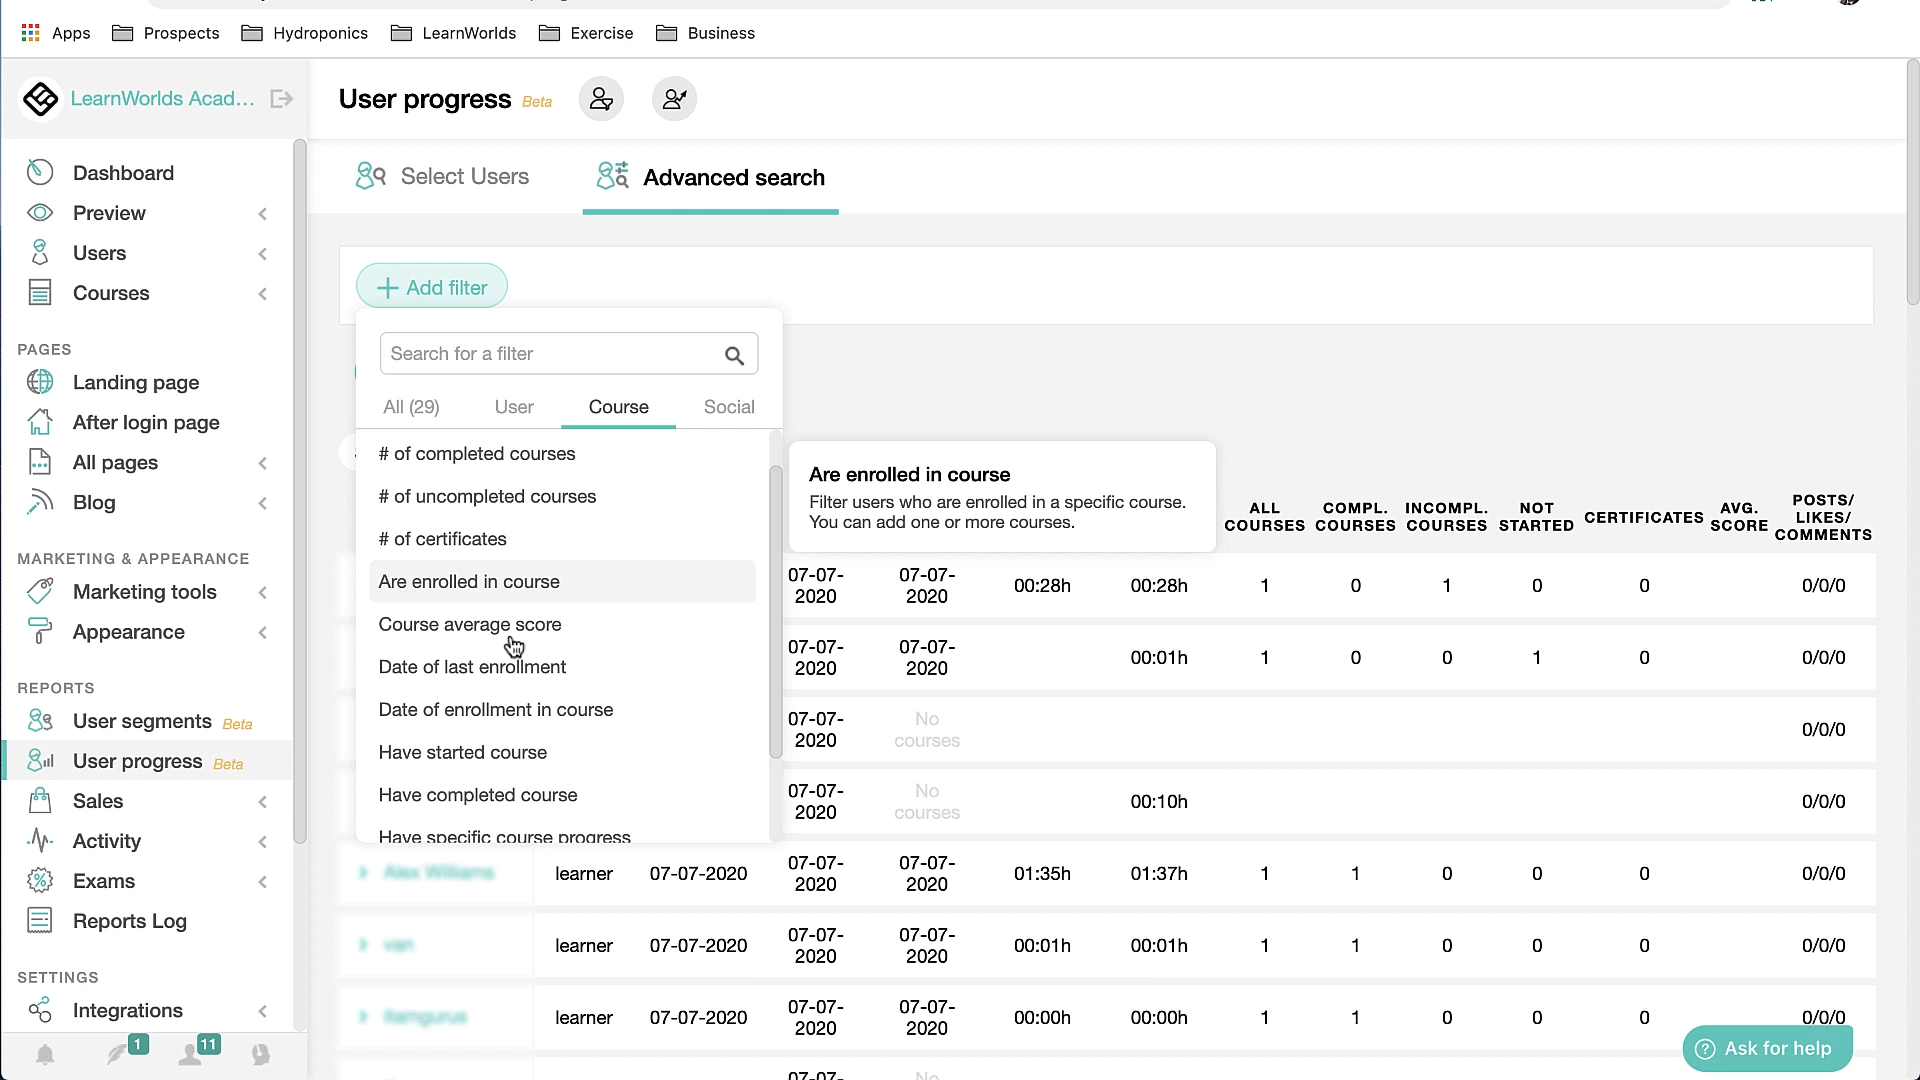 Apps
Prospects
Hydroponics
LearnWorlds
Exercise
Business
LearnWorlds Acad...
User progress Beta
Dashboard
Preview
Users
Courses
PAGES
Landing page
After login page
All pages
Blog
MARKETING & APPEARANCE
Marketing tools
Appearance
REPORTS
User segments Beta
User progress Beta
Sales
Activity
Exams
Reports Log
SETTINGS
Integrations
1
11
Select Users
Advanced search
+ Add filter
Search for a filter
All (29)
User
Course
Social
# of completed courses
# of uncompleted courses
# of certificates
Are enrolled in course
Course average score
Date of last enrollment
Date of enrollment in course
Have started course
Have completed course
Have specific course progress
Are enrolled in course
Filter users who are enrolled in a specific course.
You can add one or more courses.
ALL COURSES
COMPL. COURSES
INCOMPL. COURSES
NOT STARTED
CERTIFICATES
AVG. SCORE
POSTS/ LIKES/ COMMENTS
07-07-2020 07-07-2020 00:28h 00:28h 1 0 1 0 0 0/0/0
07-07-2020 07-07-2020 00:01h 1 0 0 1 0 0/0/0
07-07-2020 No courses 0/0/0
07-07-2020 No courses 00:10h 0/0/0
Alex Williams learner 07-07-2020 07-07-2020 07-07-2020 01:35h 01:37h 1 1 0 0 0 0/0/0
van learner 07-07-2020 07-07-2020 07-07-2020 00:01h 00:01h 1 1 0 0 0 0/0/0
learner 07-07-2020 07-07-2020 07-07-2020 00:00h 00:00h 1 1 0 0 0 0/0/0
07-07- No
Ask for help